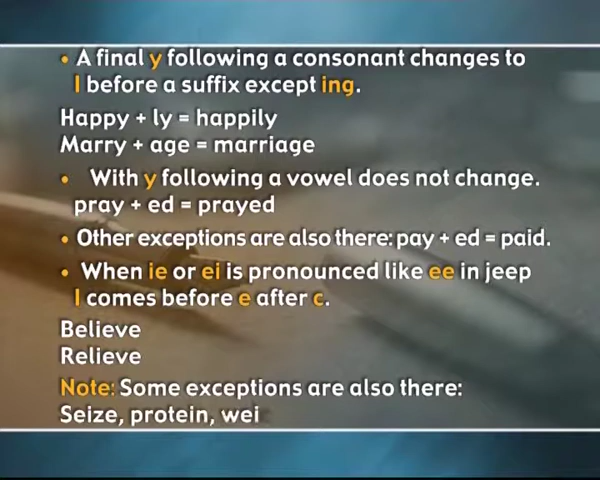 • A final y following a consonant changes to
I before a suffix except ing.
Happy + ly = happily
Marry + age = marriage
• With y following a vowel does not change.
pray + ed = prayed
• Other exceptions are also there: pay + ed = paid.
• When ie or ei is pronounced like ee in jeep
I comes before e after c.
Believe
Relieve
Note: Some exceptions are also there:
Seize, protein, wei